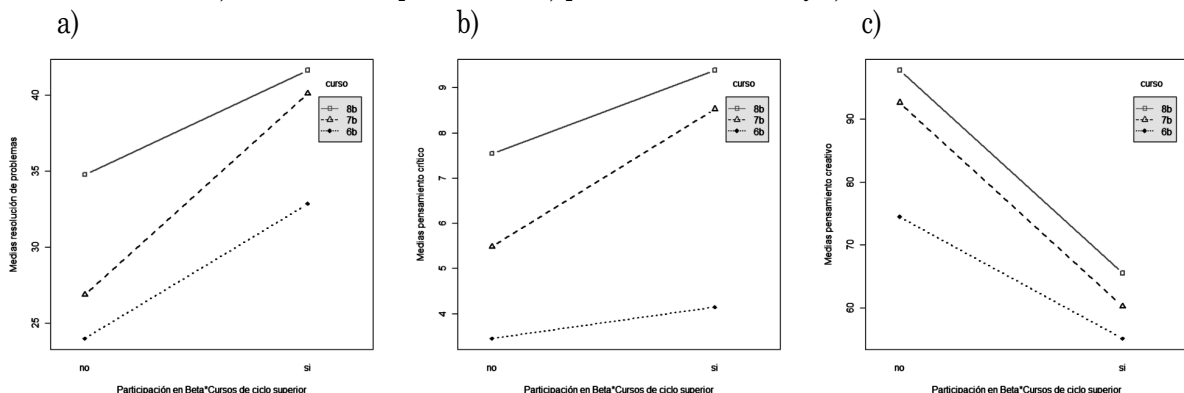 a)
b)
c)
Medias resolución de problemas
40
35
30
25
curso
8b
7b
6b
no
si
Participación en Beta*Cursos de ciclo superior
Medias pensamiento crítico
9
8
7
6
5
4
curso
8b
7b
6b
no
si
Participación en Beta*Cursos de ciclo superior
Medias pensamiento creativo
90
80
70
60
curso
8b
7b
6b
no
si
Participación en Beta*Cursos de ciclo superior